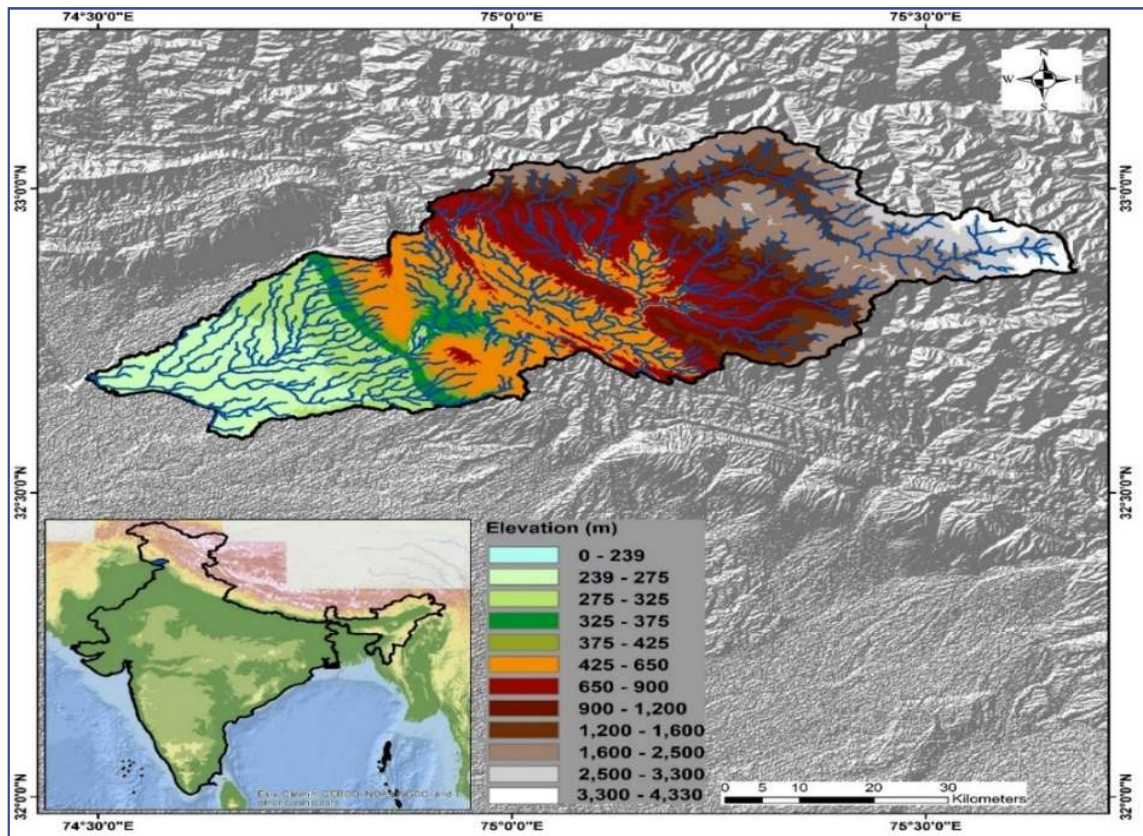 74°30'0"E 75°0'0"E 75°30'0"E
N
W E
S
33°0'0"N 33°0'0"N
32°30'0"N 32°30'0"N
Elevation (m)
0 - 239
239 - 275
275 - 325
325 - 375
375 - 425
425 - 650
650 - 900
900 - 1,200
1,200 - 1,600
1,600 - 2,500
2,500 - 3,300
3,300 - 4,330
other contributors
0 5 10 20 30
Kilometers
32°0'0"N 32°0'0"N
74°30'0"E 75°0'0"E 75°30'0"E